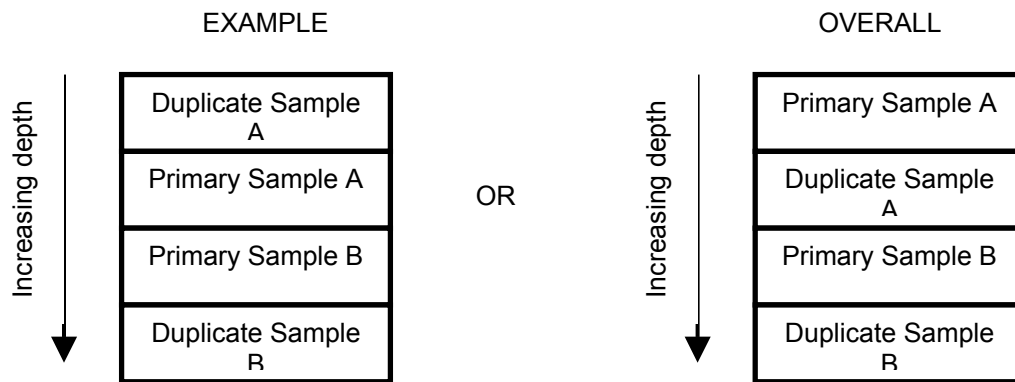 EXAMPLE
Increasing depth
Duplicate Sample
A
Primary Sample A
Primary Sample B
Duplicate Sample
B
OR
OVERALL
Increasing depth
Primary Sample A
Duplicate Sample
A
Primary Sample B
Duplicate Sample
B